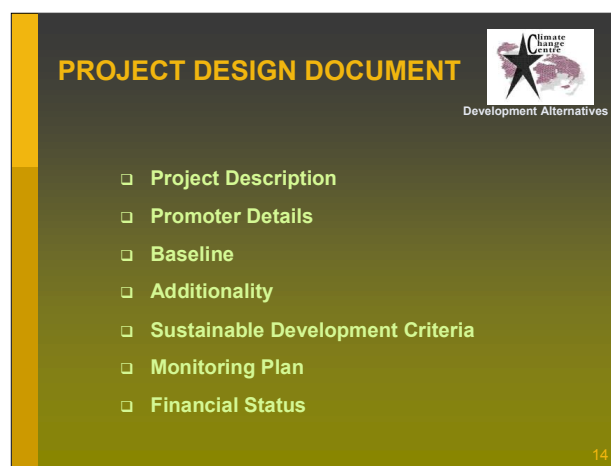 PROJECT DESIGN DOCUMENT
Climate
Change
Centre
Development Alternatives
Project Description
Promoter Details
Baseline
Additionality
Sustainable Development Criteria
Monitoring Plan
Financial Status
14